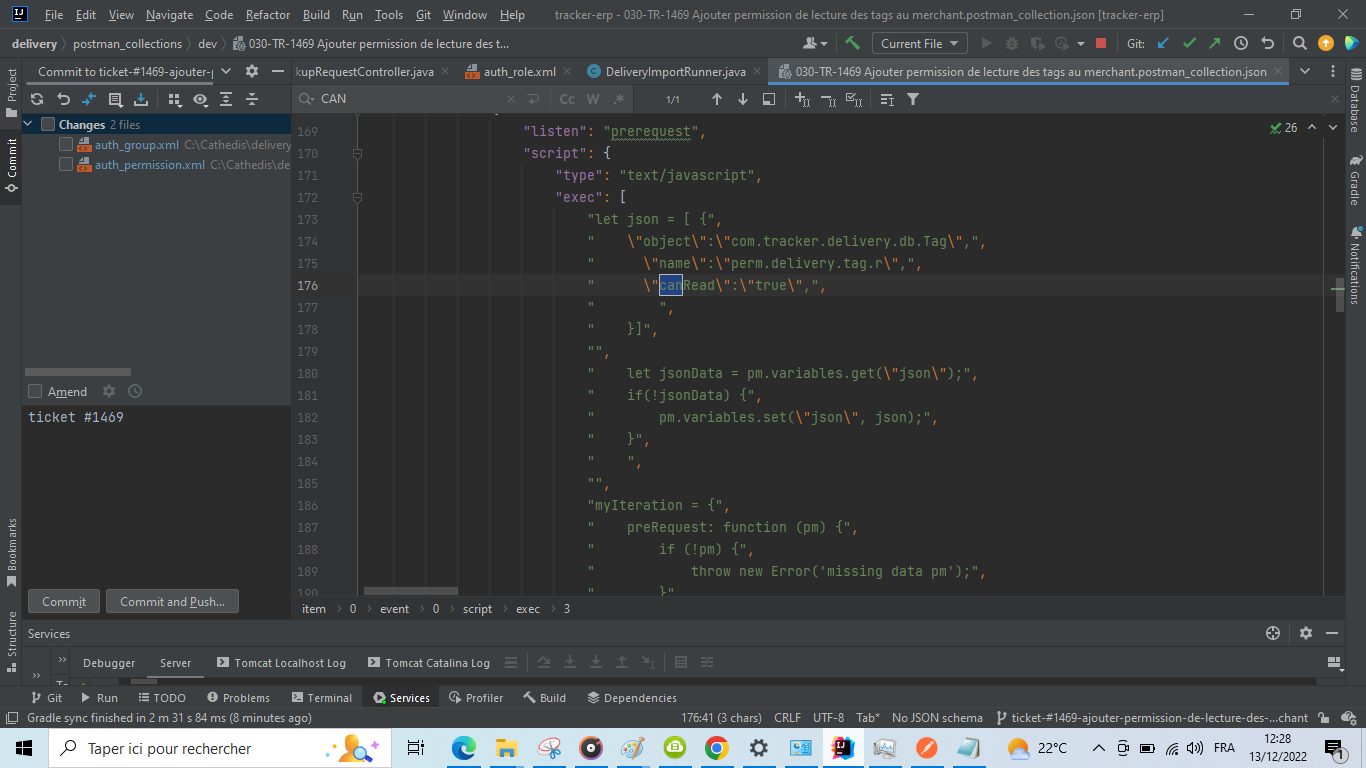 File Edit View Navigate Code Refactor Build Run Tools Git Window Help tracker-erp - 030-TR-1469 Ajouter permission de lecture des tags au merchant.postman_collection.json [tracker-erp]
delivery postman_collections dev 030-TR-1469 Ajouter permission de lecture des t... Current File Git:
Commit to ticket-#1469-ajouter-p
kupRequestController.java auth_role.xml DeliveryImportRunner.java 030-TR-1469 Ajouter permission de lecture des tags au merchant.postman_collection.json
CAN Cc W .* 1/1
Project
Commit
Bookmarks
Structure
Database
Gradle
Notifications
Changes 2 files
auth_group.xml C:\Cathedis\delivery
auth_permission.xml C:\Cathedis\de
Amend
ticket #1469
Commit Commit and Push...
26
169 "listen": "prerequest",
170 "script": {
171 "type": "text/javascript",
172 "exec": [
173 "let json = [ {",
174 "    \"object\":\"com.tracker.delivery.db.Tag\",",
175 "      \"name\":\"perm.delivery.tag.r\",",
176 "      \"canRead\":\"true\",",
177 "        ",
178 "    }]",
179 "",
180 "    let jsonData = pm.variables.get(\"json\");",
181 "    if(!jsonData) {",
182 "        pm.variables.set(\"json\", json);",
183 "    }",
184 "    ",
185 "",
186 "myIteration = {",
187 "    preRequest: function (pm) {",
188 "        if (!pm) {",
189 "            throw new Error('missing data pm');",
190 "        }"
item 0 event 0 script exec 3
Services
Debugger Server Tomcat Localhost Log Tomcat Catalina Log
Git Run TODO Problems Terminal Services Profiler Build Dependencies
Gradle sync finished in 2 m 31 s 84 ms (8 minutes ago) 176:41 (3 chars) CRLF UTF-8 Tab* No JSON schema ticket-#1469-ajouter-permission-de-lecture-des-...chant
Taper ici pour rechercher 22°C FRA 12:28
13/12/2022
1